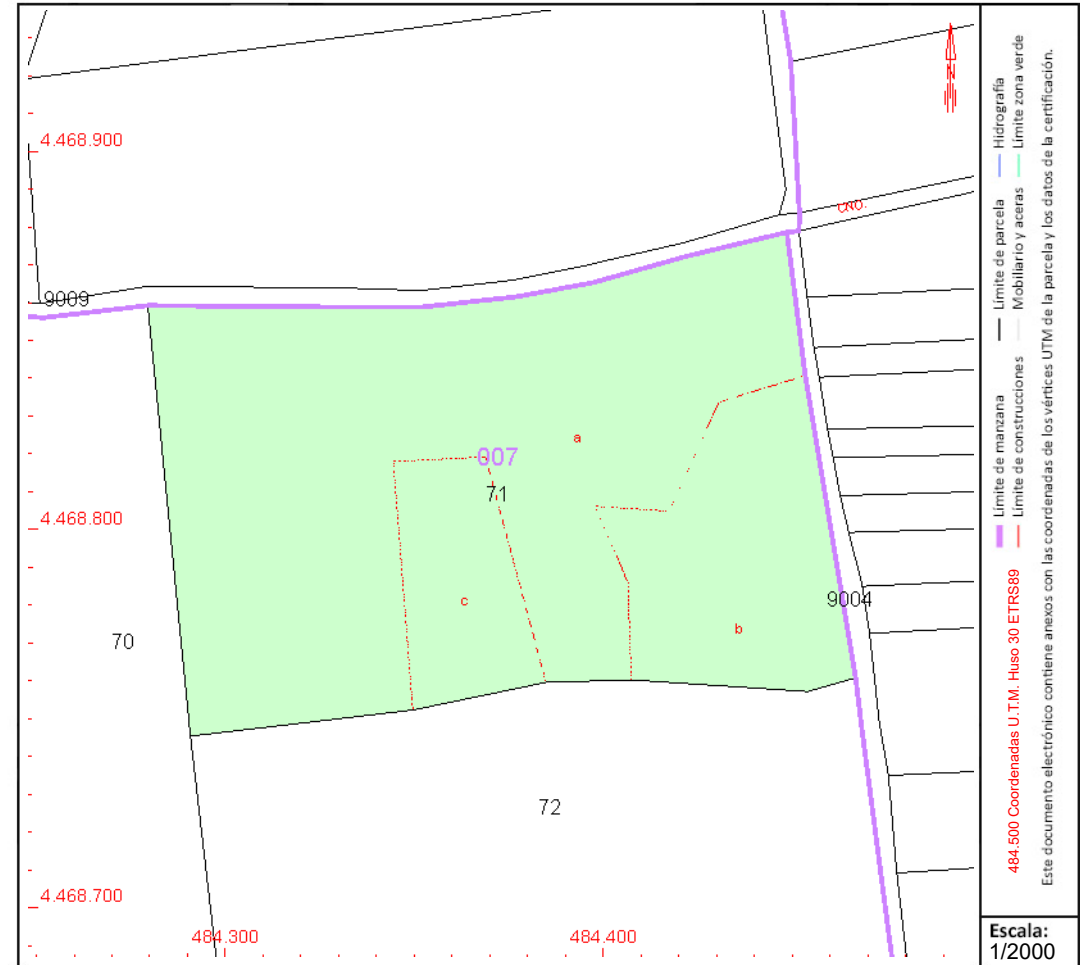 N
4.468.900
CNO.
9009
a
007
71
4.468.800
c
9004
b
70
72
4.468.700
484.300
484.400
Hidrografía
Límite zona verde
Límite de parcela
Mobiliario y aceras
Límite de manzana
Límite de construcciones
484.500 Coordenadas U.T.M. Huso 30 ETRS89
Este documento electrónico contiene anexos con las coordenadas de los vértices UTM de la parcela y los datos de la certificación.
Escala:
1/2000